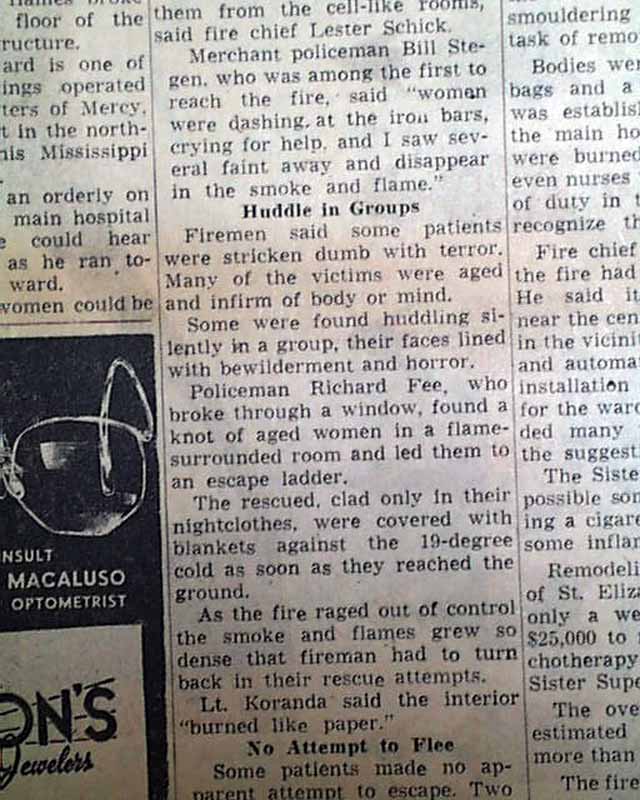 floor of the
ructure.
ard is one of
ings operated
ters of Mercy.
t in the north-
his Mississippi
an orderly on
main hospital
e could hear
as he ran to-
ward.
women could be
NSULT
MACALUSO
OPTOMETRIST
ON'S
Jewelers
them from the cell-like rooms,
said fire chief Lester Schick.
Merchant policeman Bill Ste-
gen, who was among the first to
reach the fire, said "women
were dashing at the iron bars,
crying for help, and I saw sev-
eral faint away and disappear
in the smoke and flame."
Huddle in Groups
Firemen said some patients
were stricken dumb with terror.
Many of the victims were aged
and infirm of body or mind.
Some were found huddling si-
lently in a group, their faces lined
with bewilderment and horror.
Policeman Richard Fee, who
broke through a window, found a
knot of aged women in a flame-
surrounded room and led them to
an escape ladder.
The rescued, clad only in their
nightclothes, were covered with
blankets against the 19-degree
cold as soon as they reached the
ground.
As the fire raged out of control
the smoke and flames grew so
dense that fireman had to turn
back in their rescue attempts.
Lt. Koranda said the interior
"burned like paper."
No Attempt to Flee
Some patients made no ap-
parent attempt to escape. Two
smouldering
task of remo
Bodies wer
bags and a
was establis
the main ho
were burned
even nurses
of duty in t
recognize th
Fire chief
the fire had
He said it
near the cen
in the vicinit
and automa
installation
for the ward
ded many
the suggest
The Siste
possible sou
ing a cigare
some inflam
Remodeli
of St. Eliza
only a we
$25,000 to
chotherapy
Sister Supe
The ove
estimated
more than
The fire